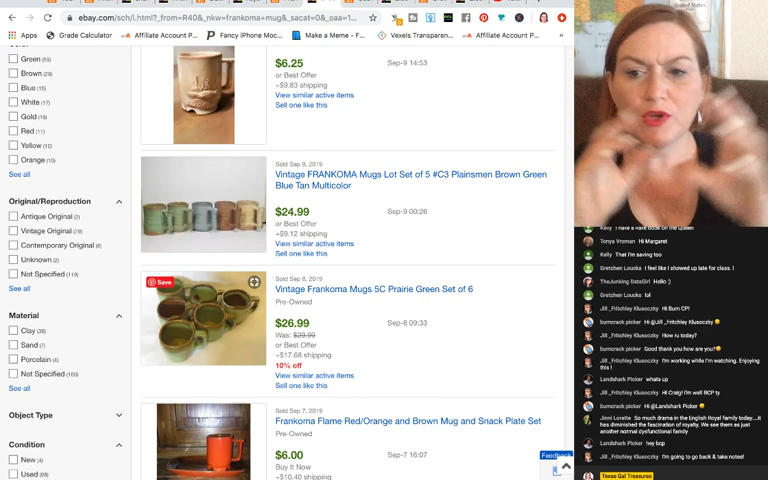 ebay.com/sch/i.html?_from=R40&_nkw=frankoma+mug&_sacat=0&_oaa=1...
Apps
Grade Calculator
Affiliate Account P...
Fancy iPhone Moc...
Make a Meme - F...
Vexels Transparen...
Affiliate Account P...
Green (55)
Brown (29)
Blue (15)
White (17)
Gold (16)
Red (11)
Yellow (10)
Orange (10)
See all
Original/Reproduction
Antique Original (2)
Vintage Original (78)
Contemporary Original (6)
Unknown (2)
Not Specified (119)
See all
Material
Clay (38)
Sand (7)
Porcelain (4)
Not Specified (160)
See all
Object Type
Condition
New (4)
Used (98)
$6.25
Sep-9 14:53
or Best Offer
+$9.83 shipping
View similar active items
Sell one like this
Sold Sep 9, 2019
Vintage FRANKOMA Mugs Lot Set of 5 #C3 Plainsmen Brown Green
Blue Tan Multicolor
$24.99
Sep-9 00:26
or Best Offer
+$9.12 shipping
View similar active items
Sell one like this
Save
Sold Sep 8, 2019
Vintage Frankoma Mugs 5C Prairie Green Set of 6
Pre-Owned
$26.99
Sep-8 09:33
Was: $29.99
or Best Offer
+$17.68 shipping
10% off
View similar active items
Sell one like this
Sold Sep 7, 2019
Frankoma Flame Red/Orange and Brown Mug and Snack Plate Set
Pre-Owned
$6.00
Sep-7 16:07
Buy It Now
+$10.40 shipping
Feedback
United States
Kelly I have a Rare Book on the Queen
Tonya Vroman Hi Margaret
Kelly That I'm saving too
Gretchen Loucks I feel like I showed up late for class. I
TheJunking DataGirl Hello :)
Gretchen Loucks lol
Jill _Fritchley Klusoczky Hi Bum CP!
bumcrack picker Hi @Jill _Fritchley Klusoczky
Jill _Fritchley Klusoczky How ru today?
bumcrack picker Good thank you how are you?
Jill _Fritchley Klusoczky I'm working while I'm watching. Enjoying
this !
Landshark Picker whats up
Jill _Fritchley Klusoczky Hi Craig! I'm well BCP ty
bumcrack picker Hi @Landshark Picker
Jinni Lorette So much drama in the English Royal family today....it
has diminished the fascination of royalty. We see them as just
another normal dysfunctional family
Landshark Picker hey bcp
Jill _Fritchley Klusoczky I'm going to go back & take notes!
Texas Gal Treasures